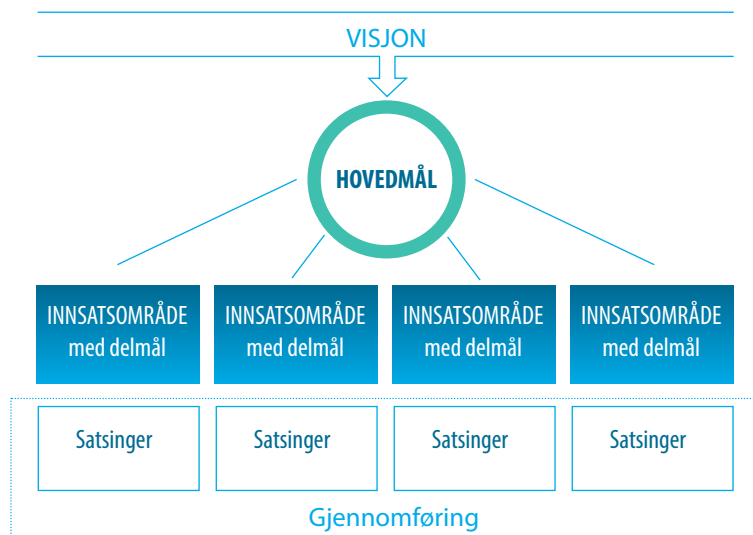 VISJON
HOVEDMÅL
INNSATSOMRÅDE
med delmål
INNSATSOMRÅDE
med delmål
INNSATSOMRÅDE
med delmål
INNSATSOMRÅDE
med delmål
Satsinger
Satsinger
Satsinger
Satsinger
Gjennomføring